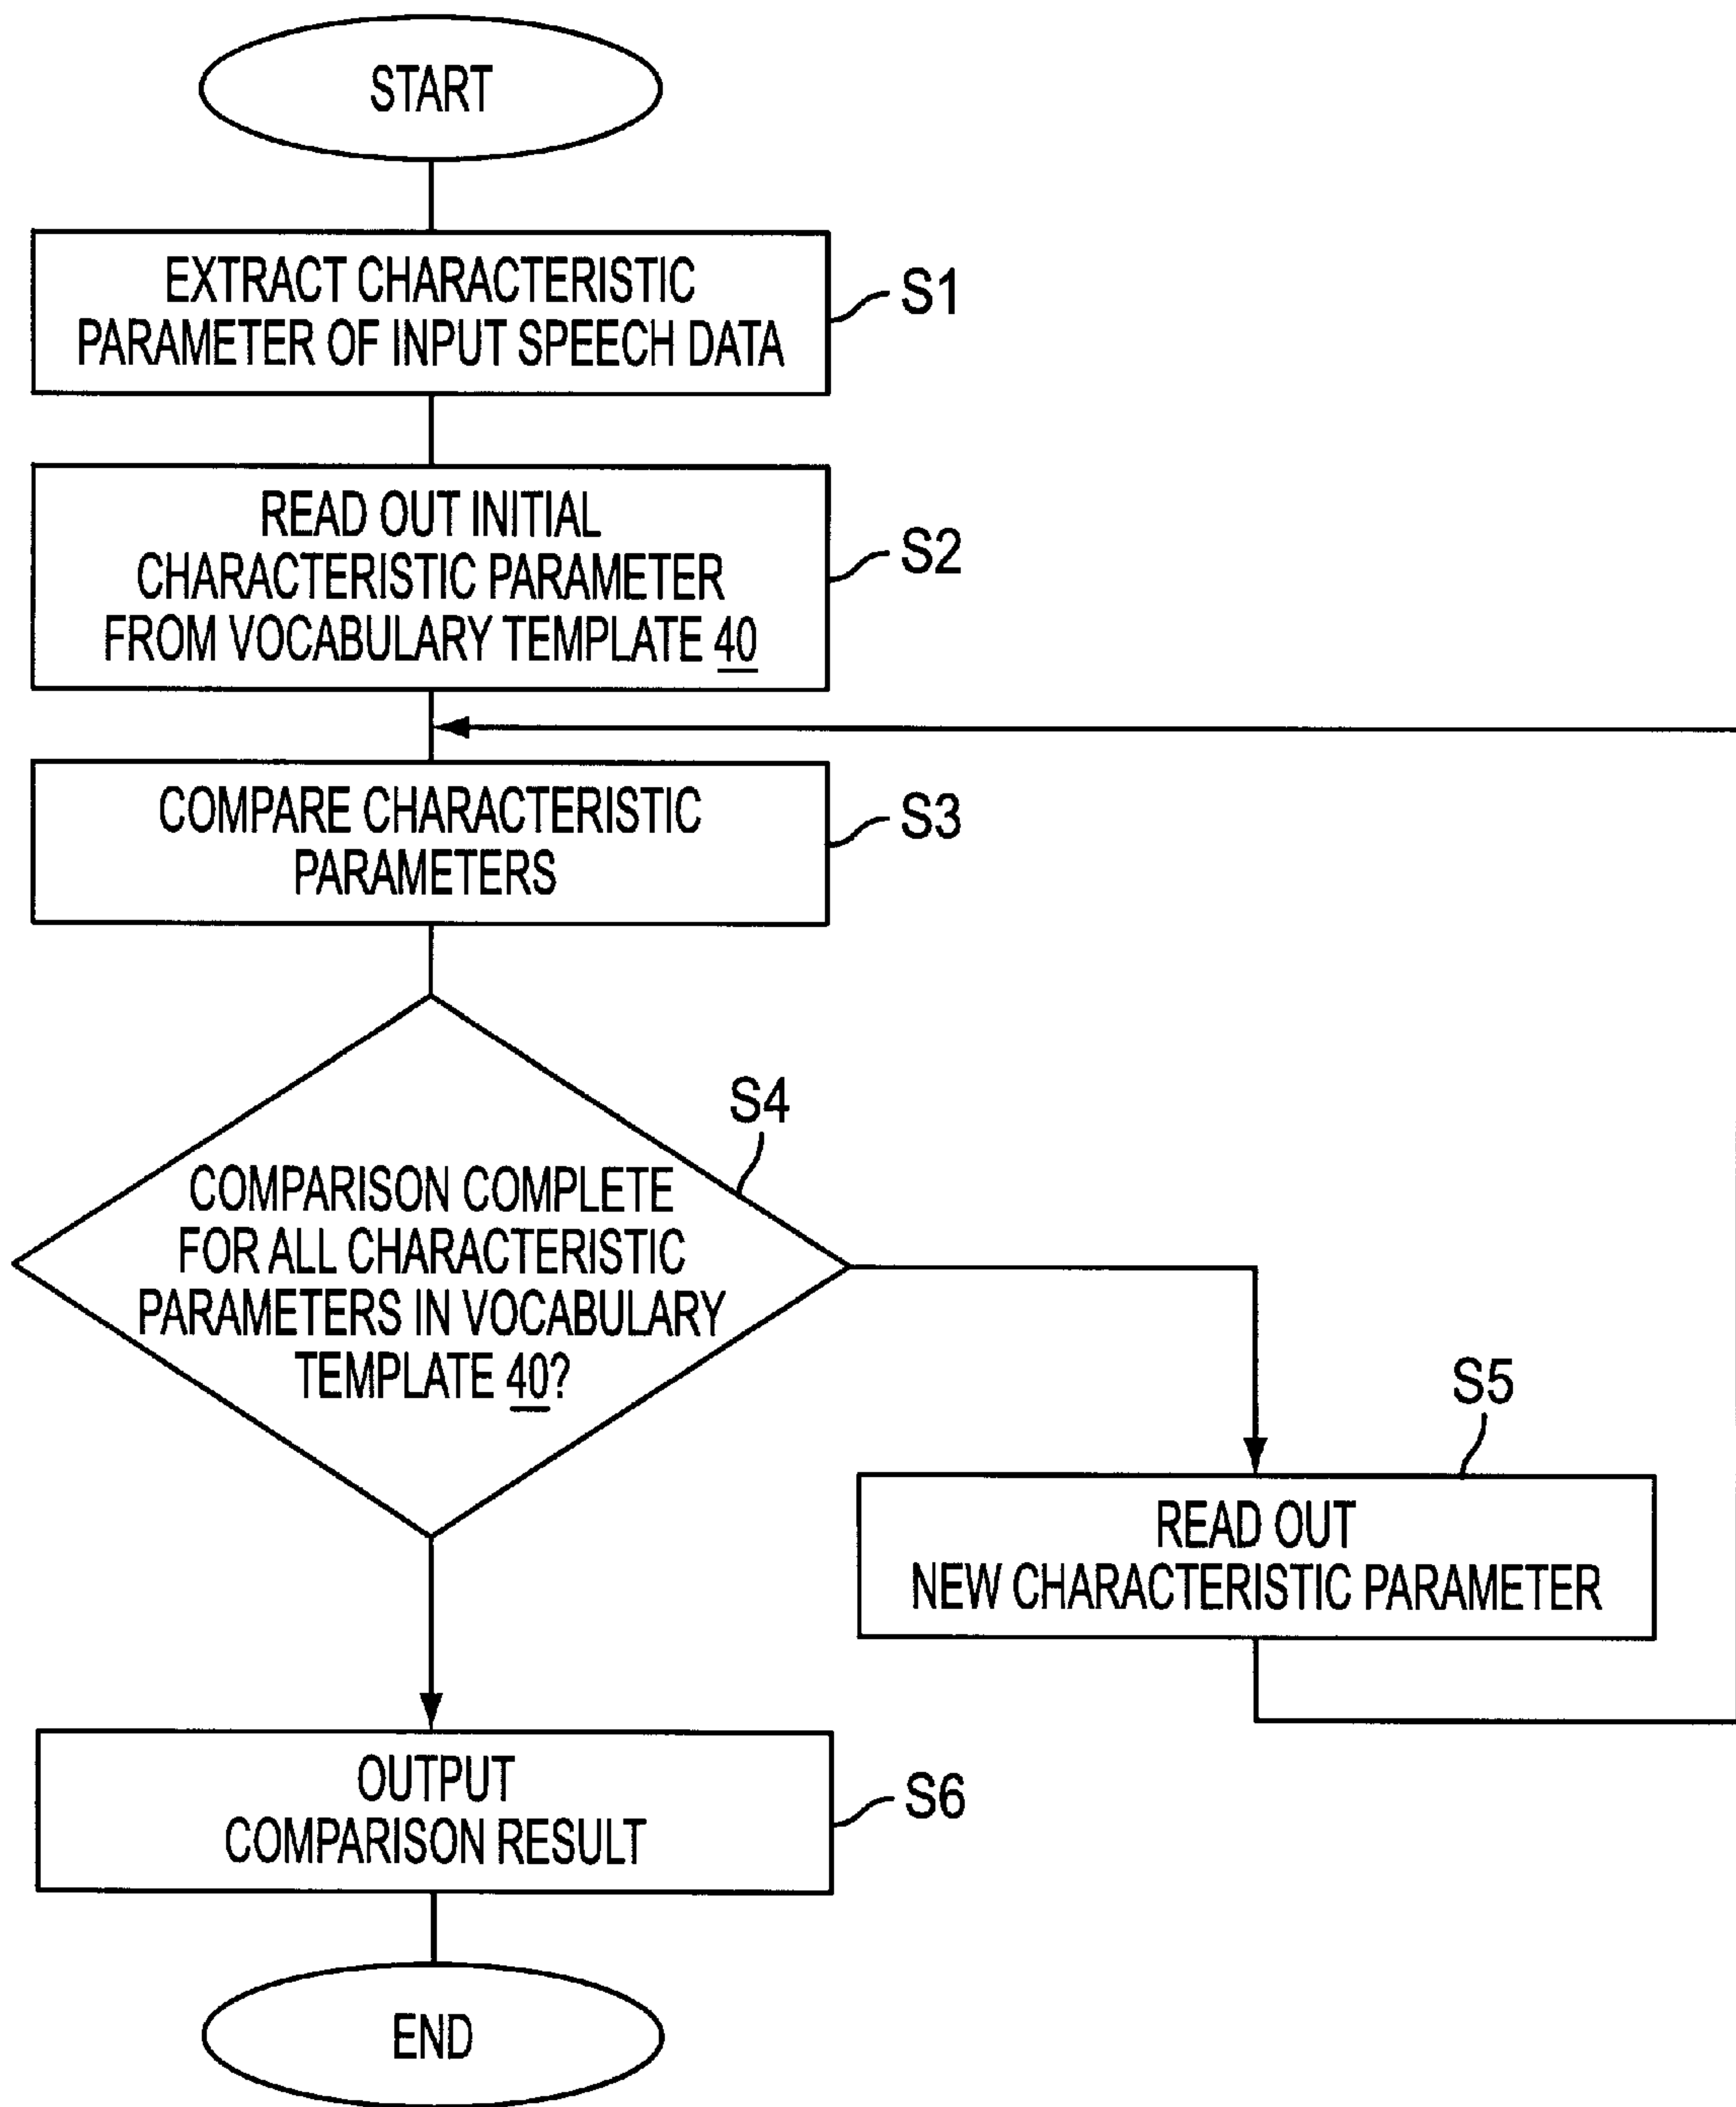 START
EXTRACT CHARACTERISTIC
PARAMETER OF INPUT SPEECH DATA
S1
READ OUT INITIAL
CHARACTERISTIC PARAMETER
FROM VOCABULARY TEMPLATE 40
S2
COMPARE CHARACTERISTIC
PARAMETERS
S3
S4
COMPARISON COMPLETE
FOR ALL CHARACTERISTIC
PARAMETERS IN VOCABULARY
TEMPLATE 40?
S5
READ OUT
NEW CHARACTERISTIC PARAMETER
OUTPUT
COMPARISON RESULT
S6
END